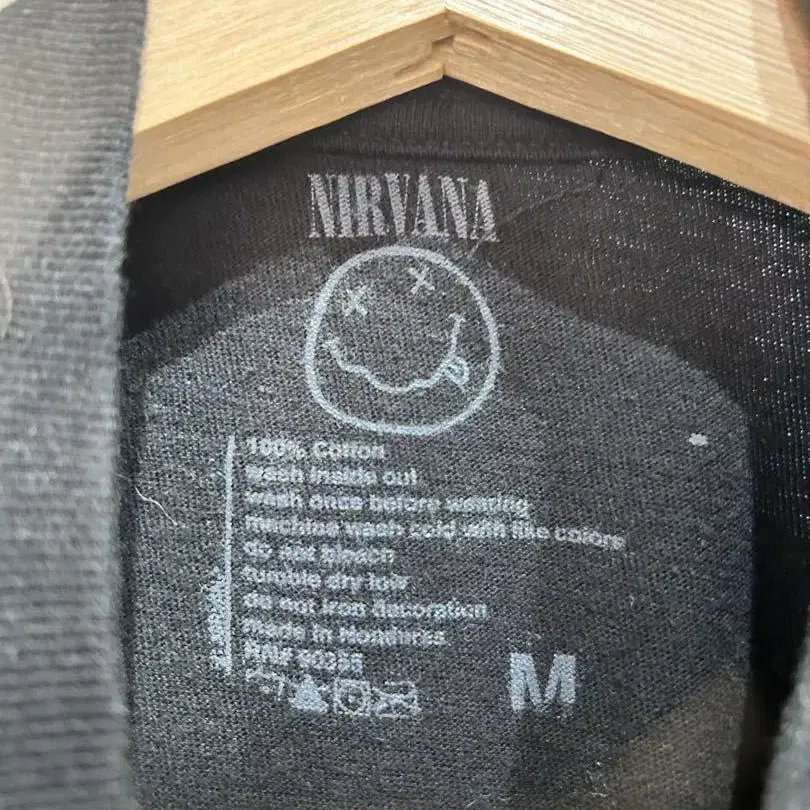 NIRVANA
100% Cotton
wash inside out
wash once before wearing
machine wash cold with like colors
do not bleach
tumble dry low
do not iron decoration
Made in Honduras
RN#
M